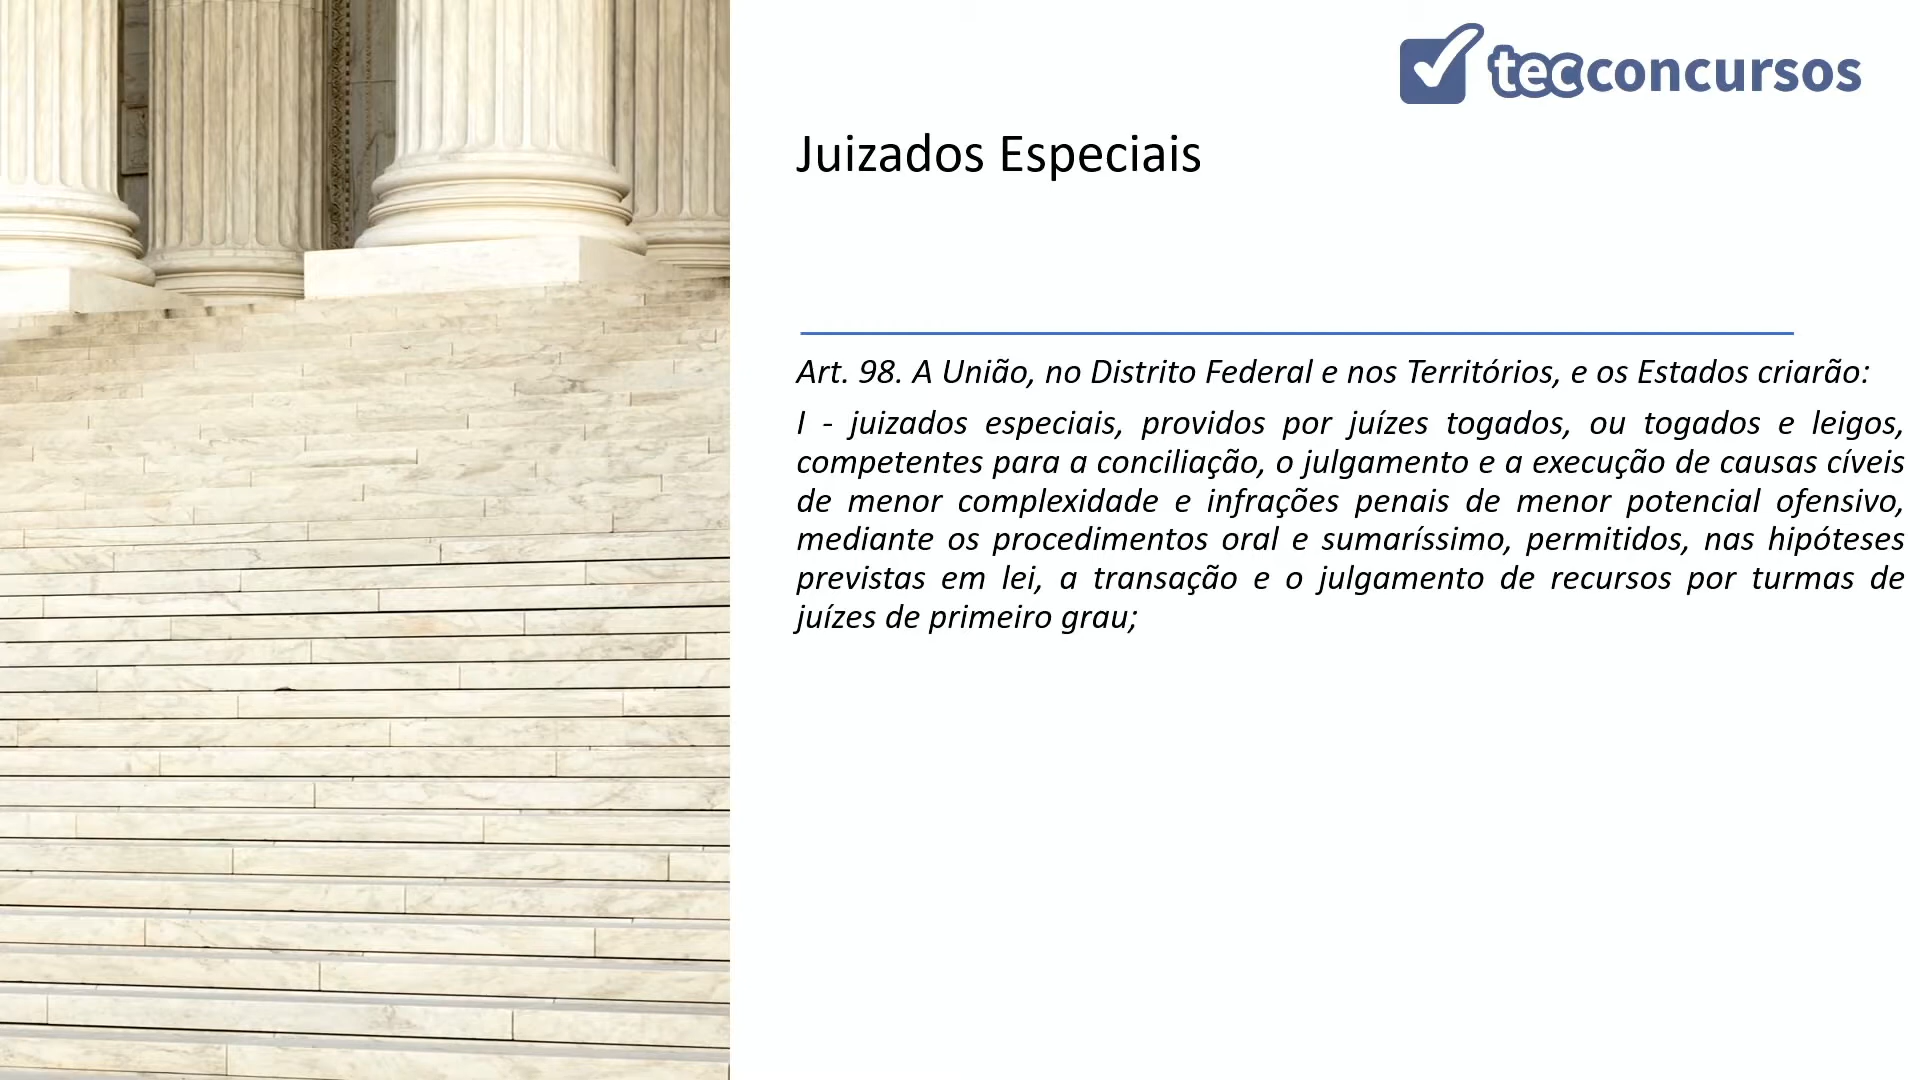 tecconcursos
Juizados Especiais
Art. 98. A União, no Distrito Federal e nos Territórios, e os Estados criarão:
I - juizados especiais, providos por juízes togados, ou togados e leigos,
competentes para a conciliação, o julgamento e a execução de causas cíveis
de menor complexidade e infrações penais de menor potencial ofensivo,
mediante os procedimentos oral e sumaríssimo, permitidos, nas hipóteses
previstas em lei, a transação e o julgamento de recursos por turmas de
juízes de primeiro grau;